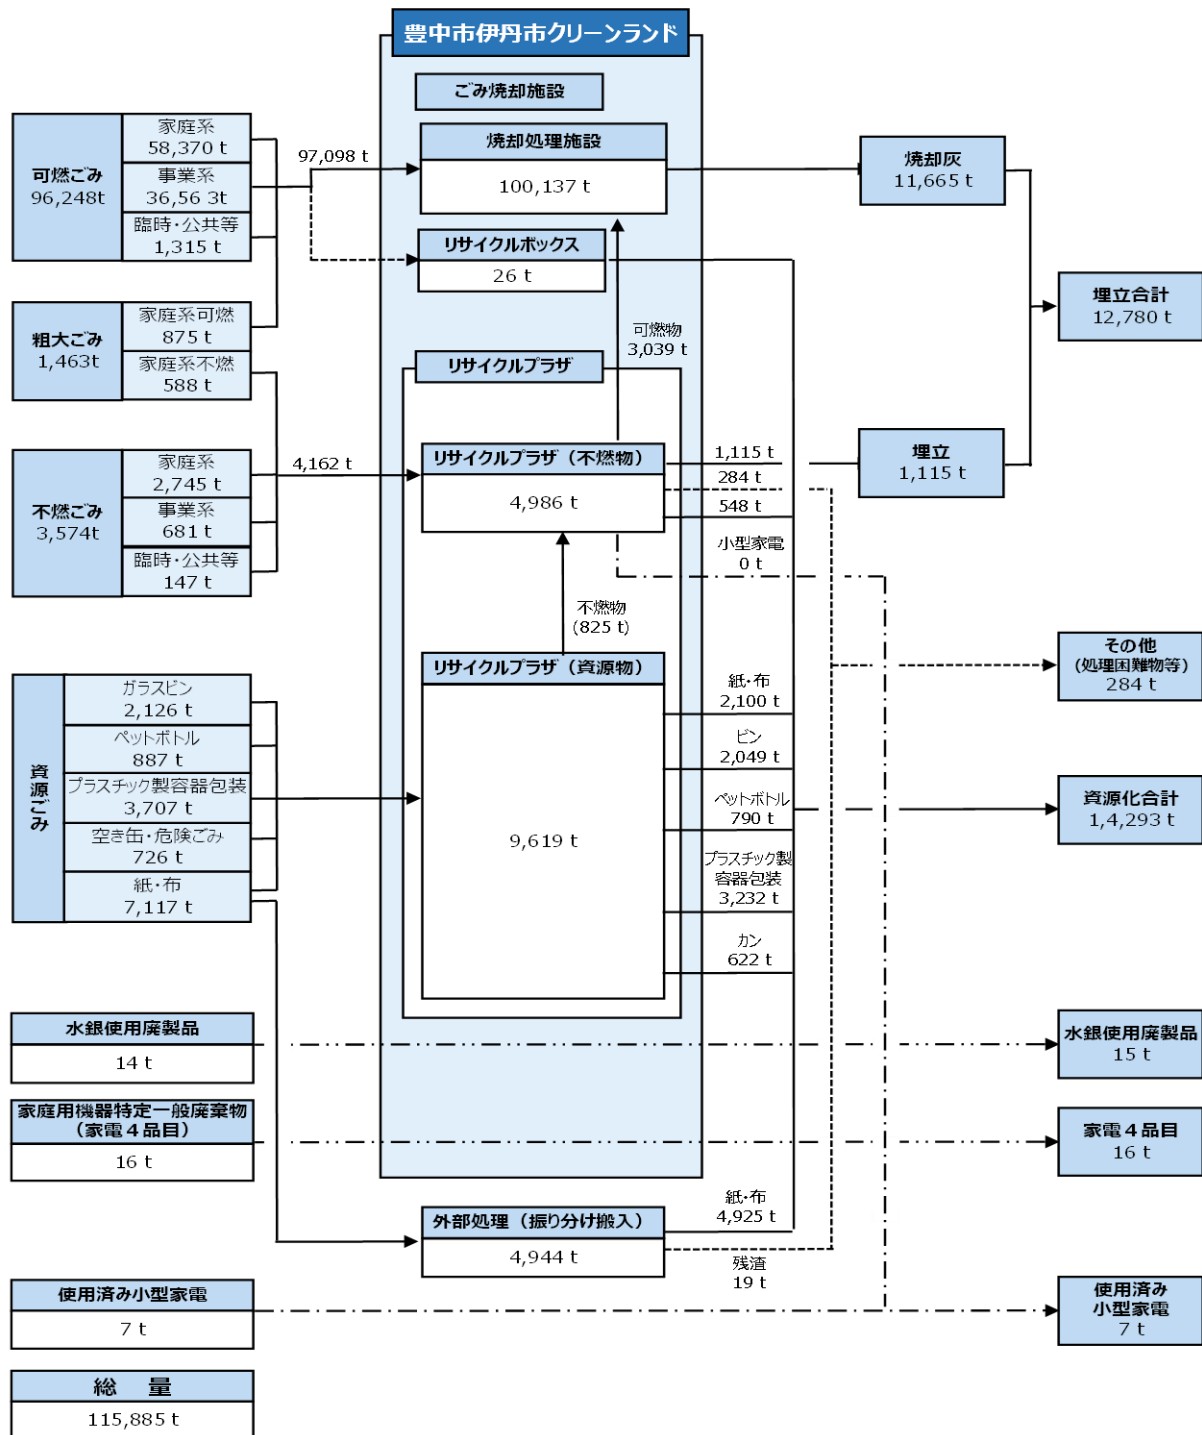 豊中市伊丹市クリーンランド
ごみ焼却施設
可燃ごみ
96,248t
家庭系
58,370 t
事業系
36,56 3t
臨時・公共等
1,315 t
97,098 t
焼却処理施設
100,137 t
焼却灰
11,665 t
リサイクルボックス
26 t
埋立合計
12,780 t
粗大ごみ
1,463t
家庭系可燃
875 t
家庭系不燃
588 t
可燃物
3,039 t
リサイクルプラザ
不燃ごみ
3,574t
家庭系
2,745 t
事業系
681 t
臨時・公共等
147 t
4,162 t
リサイクルプラザ（不燃物）
4,986 t
1,115 t
284 t
548 t
埋立
1,115 t
小型家電
0 t
不燃物
(825 t)
その他
(処理困難物等)
284 t
資源ごみ
ガラスビン
2,126 t
ペットボトル
887 t
プラスチック製容器包装
3,707 t
空き缶・危険ごみ
726 t
紙・布
7,117 t
リサイクルプラザ（資源物）
9,619 t
紙・布
2,100 t
ビン
2,049 t
ペットボトル
790 t
プラスチック製
容器包装
3,232 t
カン
622 t
資源化合計
1,4,293 t
水銀使用廃製品
14 t
水銀使用廃製品
15 t
家庭用機器特定一般廃棄物
（家電４品目）
16 t
家電４品目
16 t
外部処理（振り分け搬入）
4,944 t
紙・布
4,925 t
残渣
19 t
使用済み小型家電
7 t
使用済み
小型家電
7 t
総　量
115,885 t